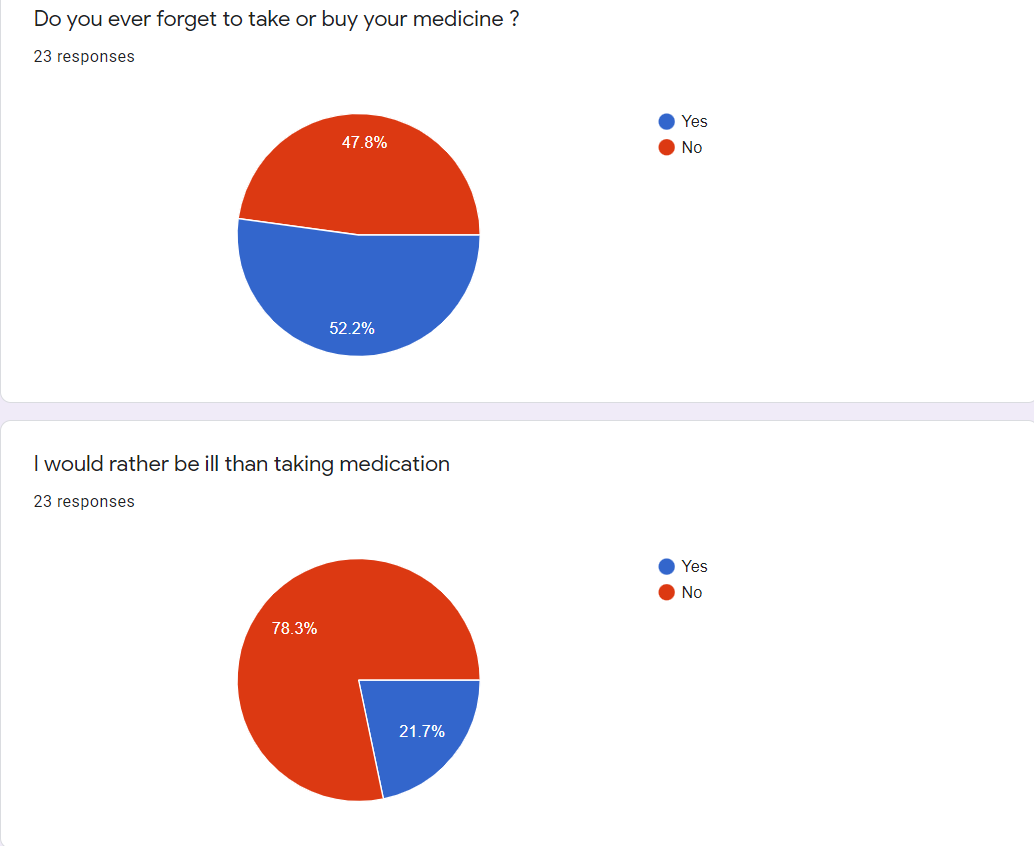 Do you ever forget to take or buy your medicine ?
23 responses
Yes
No
47.8%
52.2%
I would rather be ill than taking medication
23 responses
Yes
No
78.3%
21.7%